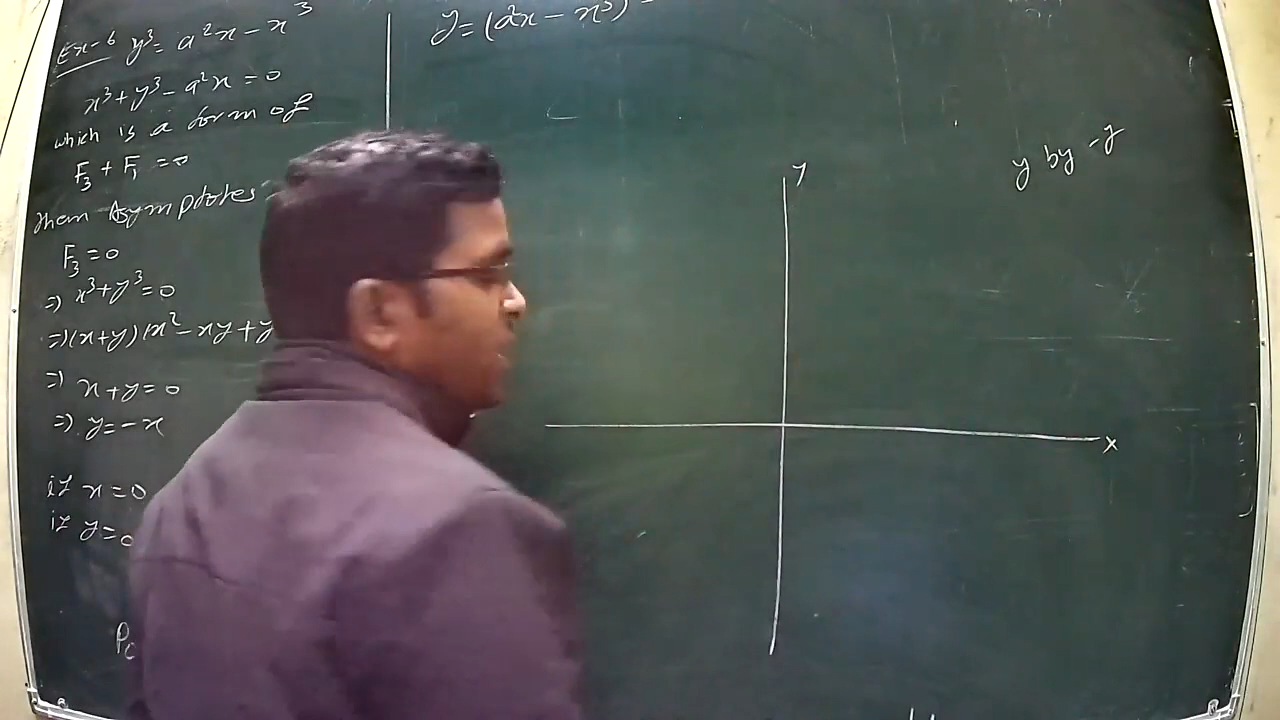 Ex-6 y³ = a²x - x³
x³ + y³ - a²x = 0
which is a form of
F₃ + F₁ = 0
then Asymptotes
F₃ = 0
=) x³ + y³ = 0
=) (x+y) (x² - xy + y
=) x + y = 0
=) y = -x
if x = 0
if y = 0
y = (a²x - x³)
y
x
y by -y